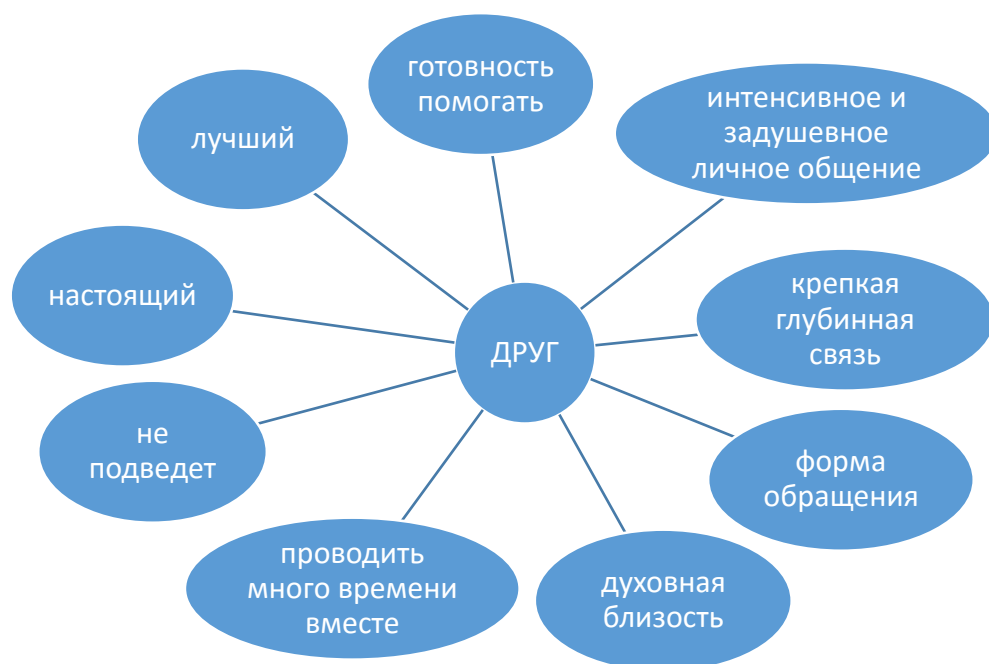 готовность
помогать
интенсивное и
задушевное
личное общение
лучший
настоящий
крепкая
глубинная
связь
ДРУГ
не
подведет
форма
обращения
проводить
много времени
вместе
духовная
близость